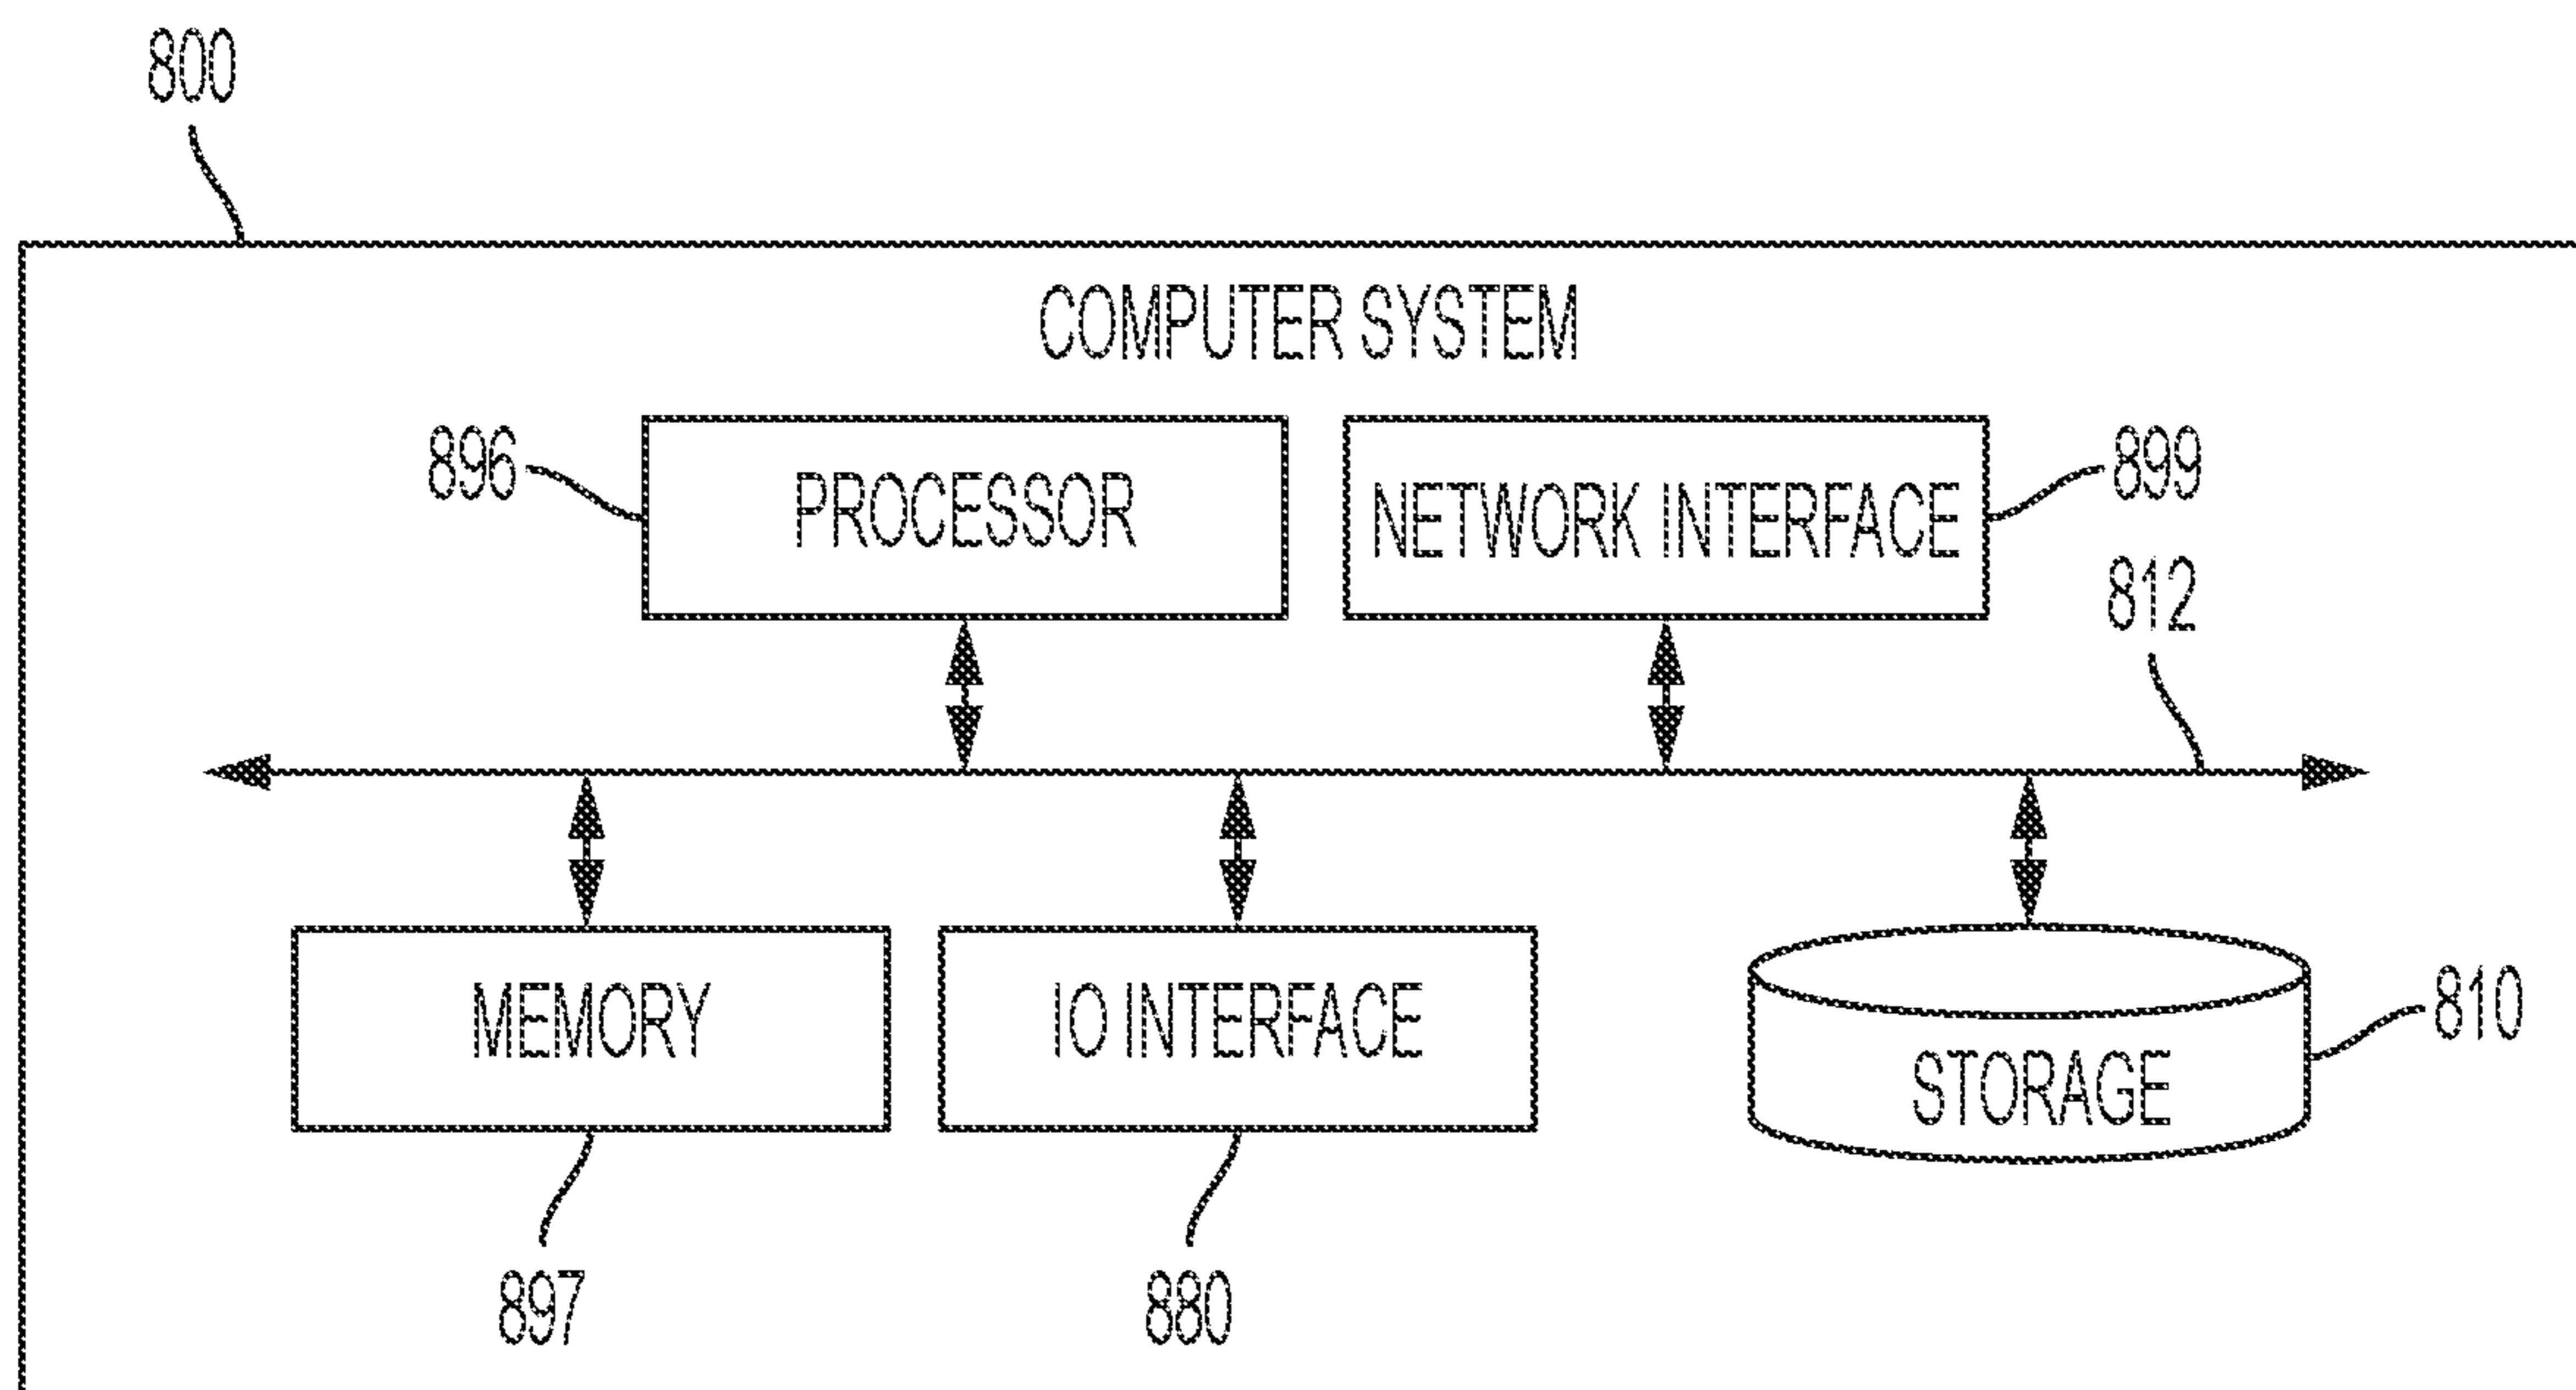 800
COMPUTER SYSTEM
896
PROCESSOR
NETWORK INTERFACE
899
812
MEMORY
IO INTERFACE
STORAGE
810
897
880